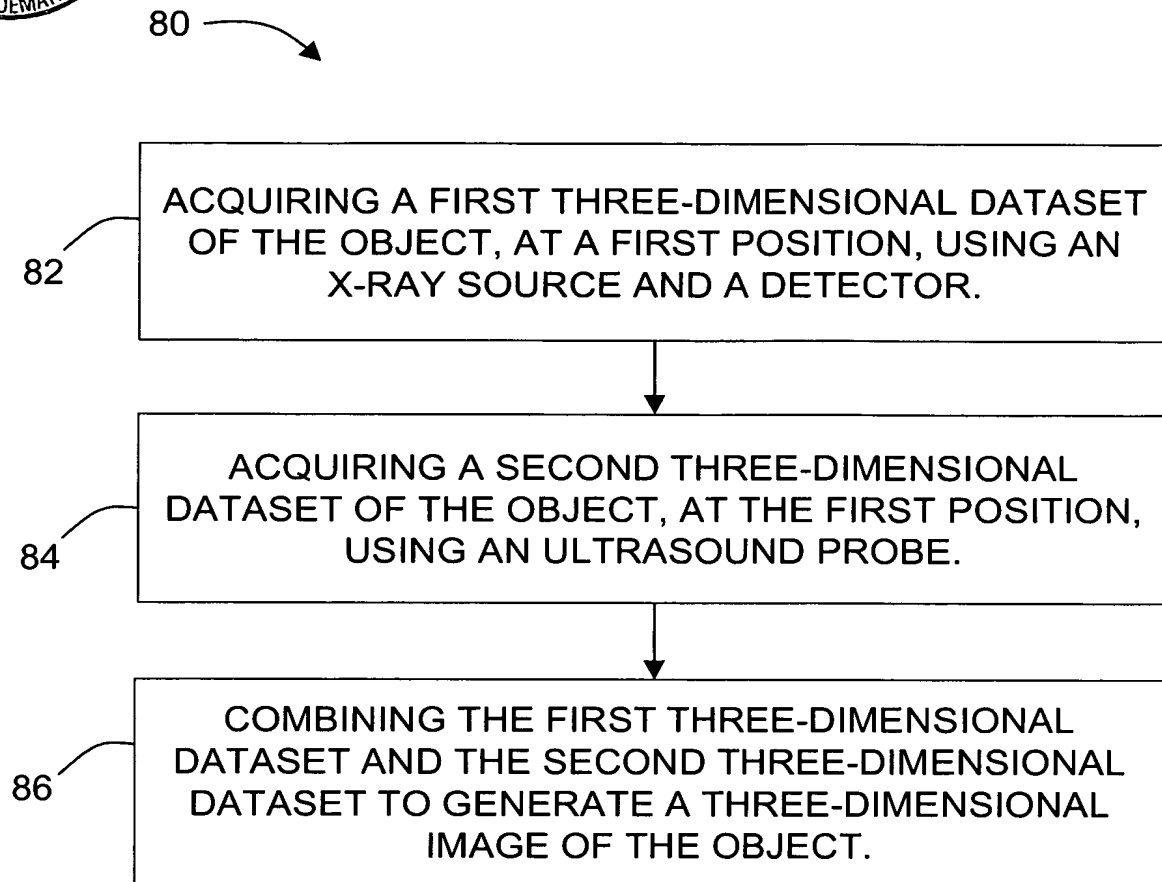 80
ACQUIRING A FIRST THREE-DIMENSIONAL DATASET
OF THE OBJECT, AT A FIRST POSITION, USING AN
X-RAY SOURCE AND A DETECTOR.
82
ACQUIRING A SECOND THREE-DIMENSIONAL
DATASET OF THE OBJECT, AT THE FIRST POSITION,
USING AN ULTRASOUND PROBE.
84
COMBINING THE FIRST THREE-DIMENSIONAL
DATASET AND THE SECOND THREE-DIMENSIONAL
DATASET TO GENERATE A THREE-DIMENSIONAL
IMAGE OF THE OBJECT.
86